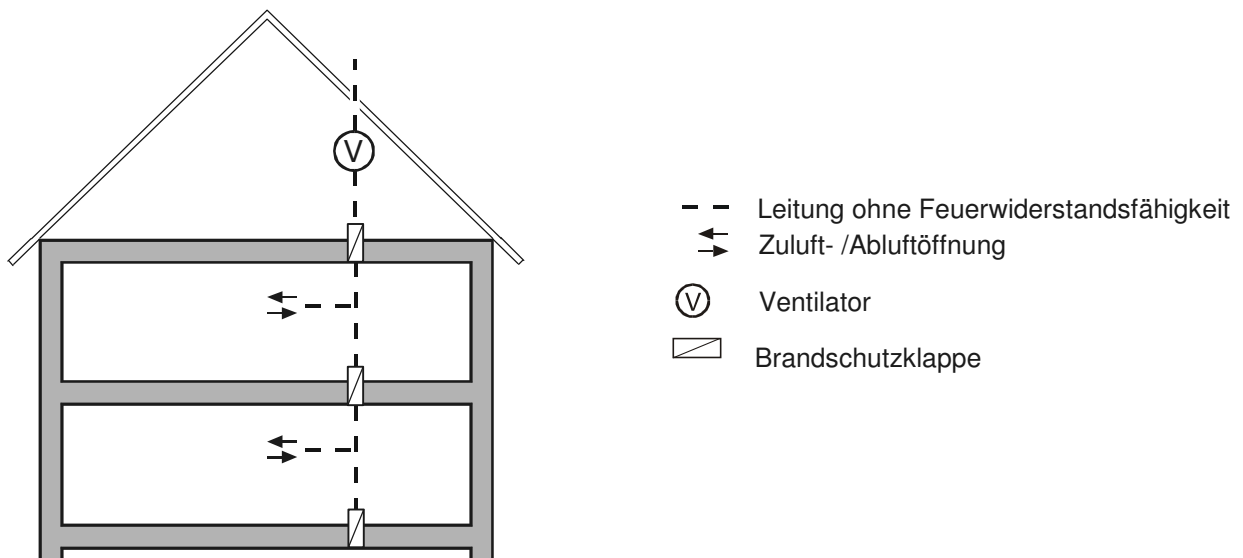 V
Leitung ohne Feuerwiderstandsfähigkeit
Zuluft- /Abluftöffnung
V Ventilator
Brandschutzklappe